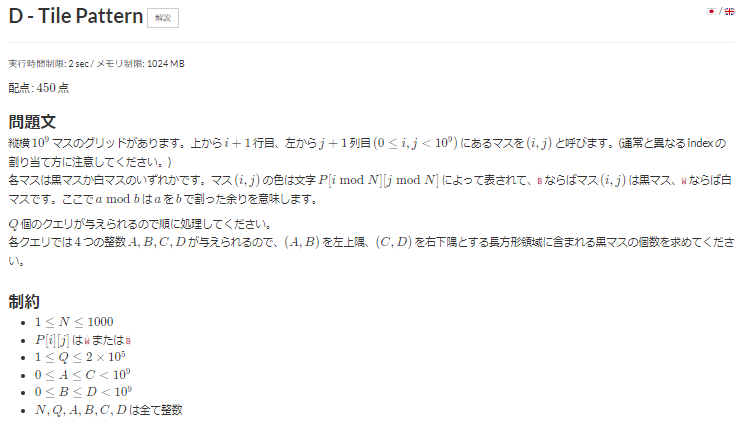 D - Tile Pattern 解説
/
実行時間制限: 2 sec / メモリ制限: 1024 MB
配点 : 450 点
問題文
縦横 10⁹ マスのグリッドがあります。上から i + 1 行目、左から j + 1 列目 (0 ≤ i, j < 10⁹) にあるマスを (i, j) と呼びます。(通常と異なる index の
割り当て方に注意してください。)
各マスは黒マスか白マスのいずれかです。マス (i, j) の色は文字 P[i mod N][j mod N] によって表されて、B ならばマス (i, j) は黒マス、W ならば白
マスです。ここで a mod b は a を b で割った余りを意味します。
Q 個のクエリが与えられるので順に処理してください。
各クエリでは 4 つの整数 A, B, C, D が与えられるので、(A, B) を左上隅、(C, D) を右下隅とする長方形領域に含まれる黒マスの個数を求めてくださ
い。
制約
• 1 ≤ N ≤ 1000
• P[i][j] は W または B
• 1 ≤ Q ≤ 2 × 10⁵
• 0 ≤ A ≤ C < 10⁹
• 0 ≤ B ≤ D < 10⁹
• N, Q, A, B, C, D は全て整数